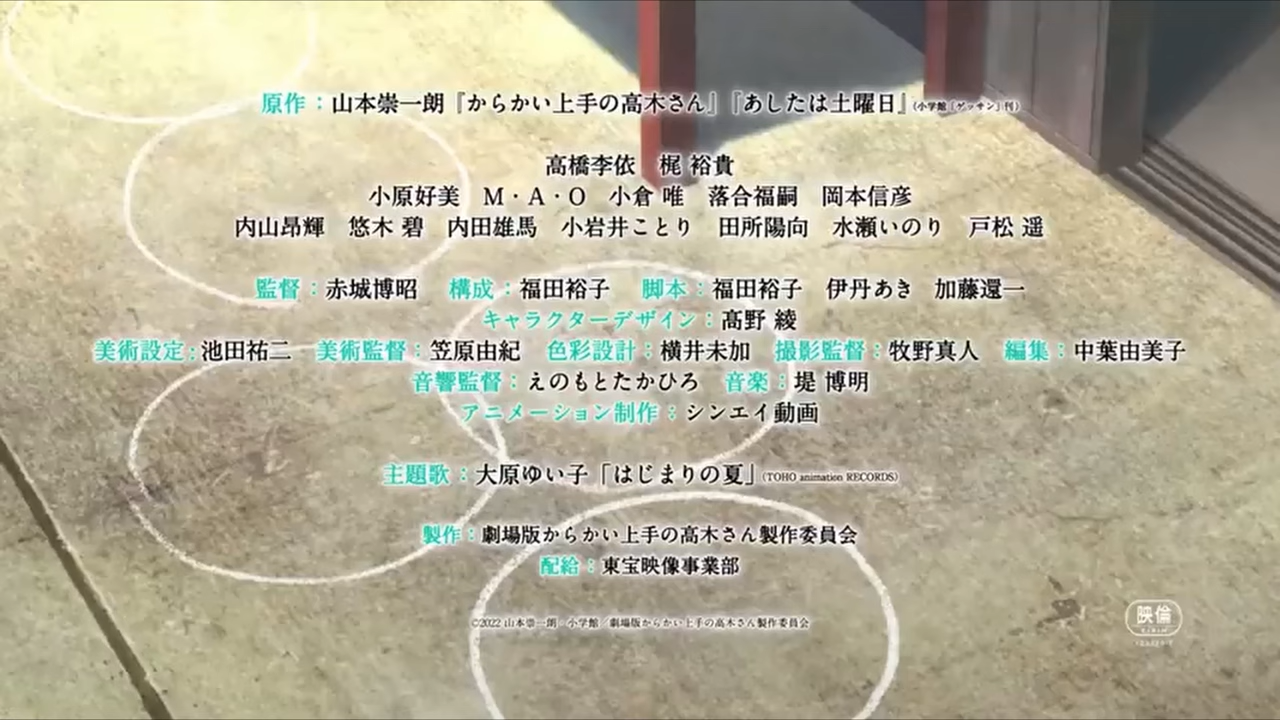 原作：山本崇一朗『からかい上手の高木さん』『あしたは土曜日』(小学館「ゲッサン」刊)
高橋李依　梶 裕貴
小原好美　M・A・O　小倉 唯　落合福嗣　岡本信彦
内山昂輝　悠木 碧　内田雄馬　小岩井ことり　田所陽向　水瀬いのり　戸松 遥
監督：赤城博昭　構成：福田裕子　脚本：福田裕子　伊丹あき　加藤還一
キャラクターデザイン：髙野 綾
美術設定：池田祐二　美術監督：笠原由紀　色彩設計：横井未加　撮影監督：牧野真人　編集：中葉由美子
音響監督：えのもとたかひろ　音楽：堤 博明
アニメーション制作：シンエイ動画
主題歌：大原ゆい子「はじまりの夏」(TOHO animation RECORDS)
製作：劇場版からかい上手の高木さん製作委員会
配給：東宝映像事業部
©2022 山本崇一朗・小学館／劇場版からかい上手の高木さん製作委員会
映倫